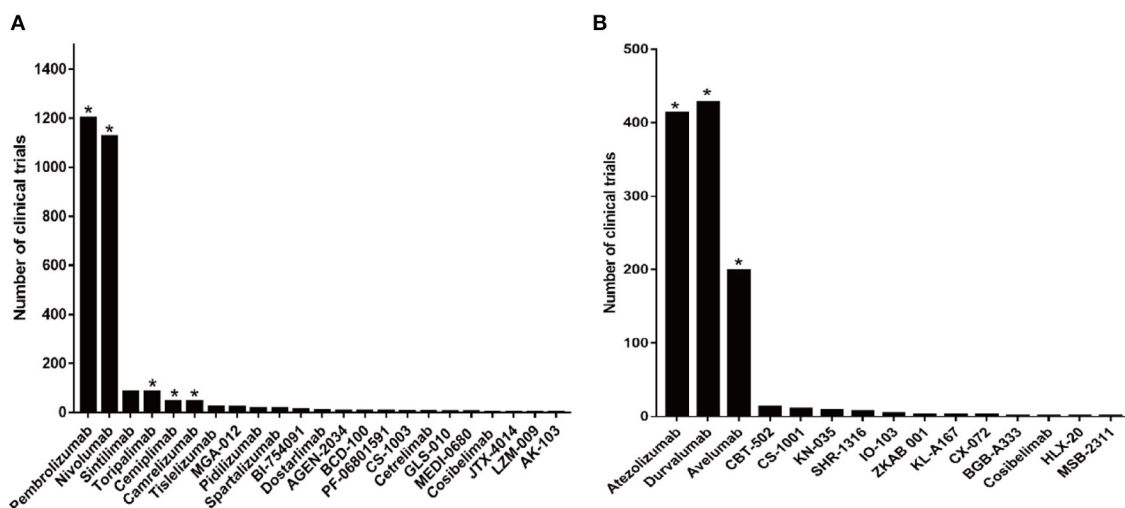 A
Number of clinical trials
1400
1200
1000
800
600
400
200
0
*
*
*
*
*
Pembrolizumab
Nivolumab
Sintilimab
Toripalimab
Cemiplimab
Camrelizumab
Tislelizumab
MGA-012
Pidilizumab
Spartalizumab
BI-754091
Dostarlimab
AGEN-2034
BCD-100
PF-06801591
CS-1003
Cetrelimab
GLS-010
MEDI-0680
Cosibelimab
JTX-4014
LZM-009
AK-103
B
Number of clinical trials
500
400
300
200
100
0
*
*
*
Atezolizumab
Durvalumab
Avelumab
CBT-502
CS-1001
KN-035
SHR-1316
IO-103
ZKAB 001
KL-A167
CX-072
BGB-A333
Cosibelimab
HLX-20
MSB-2311